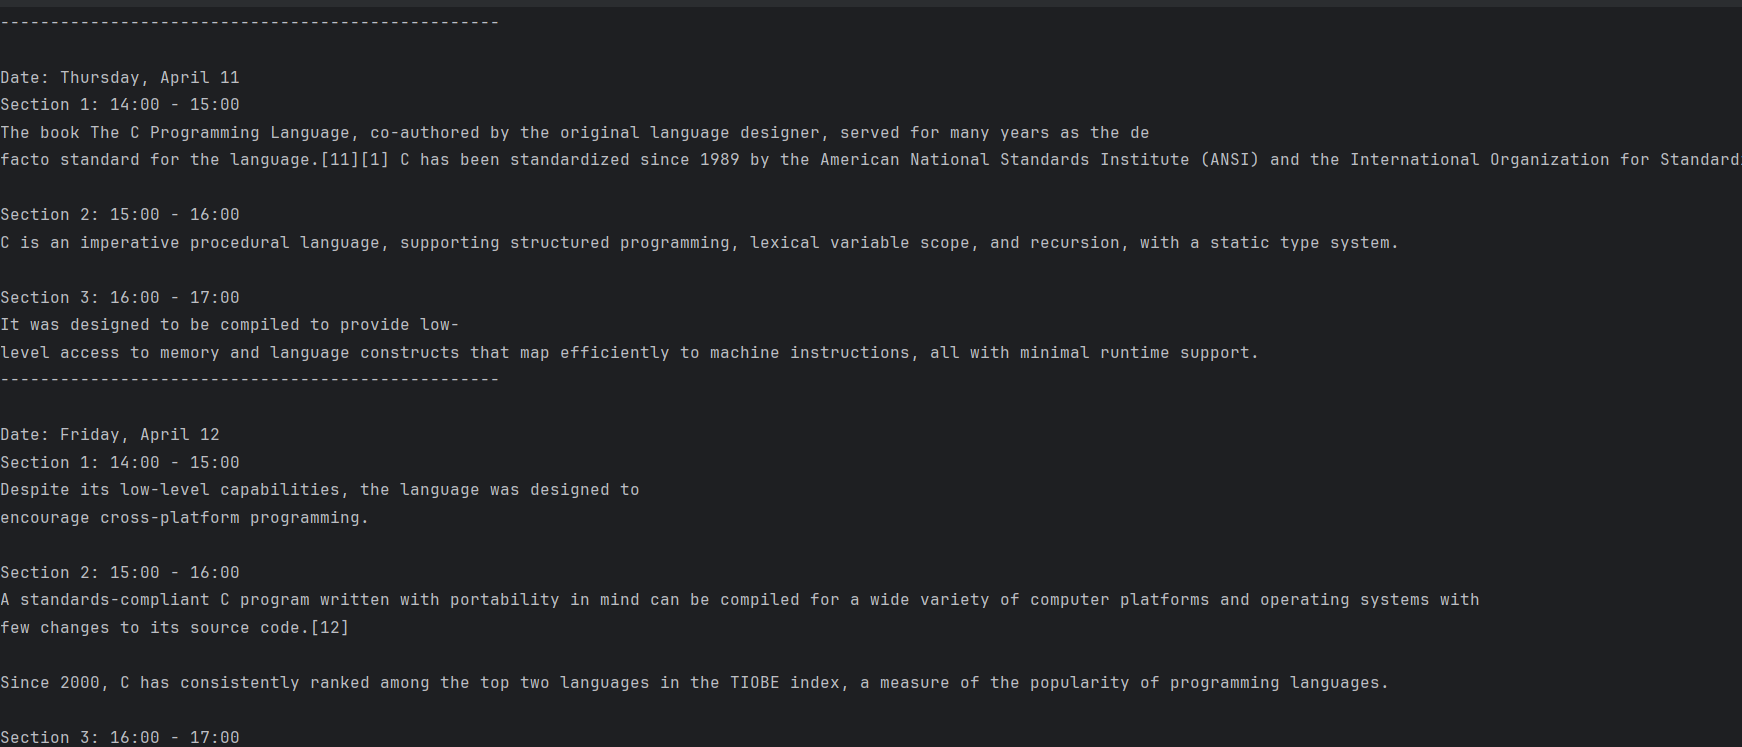 --------------------------------------------------
Date: Thursday, April 11
Section 1: 14:00 - 15:00
The book The C Programming Language, co-authored by the original language designer, served for many years as the de
facto standard for the language.[11][1] C has been standardized since 1989 by the American National Standards Institute (ANSI) and the International Organization for Standard
Section 2: 15:00 - 16:00
C is an imperative procedural language, supporting structured programming, lexical variable scope, and recursion, with a static type system.
Section 3: 16:00 - 17:00
It was designed to be compiled to provide low-
level access to memory and language constructs that map efficiently to machine instructions, all with minimal runtime support.
--------------------------------------------------
Date: Friday, April 12
Section 1: 14:00 - 15:00
Despite its low-level capabilities, the language was designed to
encourage cross-platform programming.
Section 2: 15:00 - 16:00
A standards-compliant C program written with portability in mind can be compiled for a wide variety of computer platforms and operating systems with
few changes to its source code.[12]
Since 2000, C has consistently ranked among the top two languages in the TIOBE index, a measure of the popularity of programming languages.
Section 3: 16:00 - 17:00